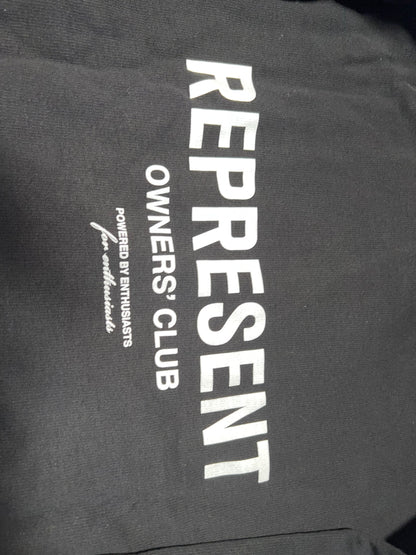 REPRESENT
OWNERS' CLUB
POWERED BY ENTHUSIASTS
for enthusiasts